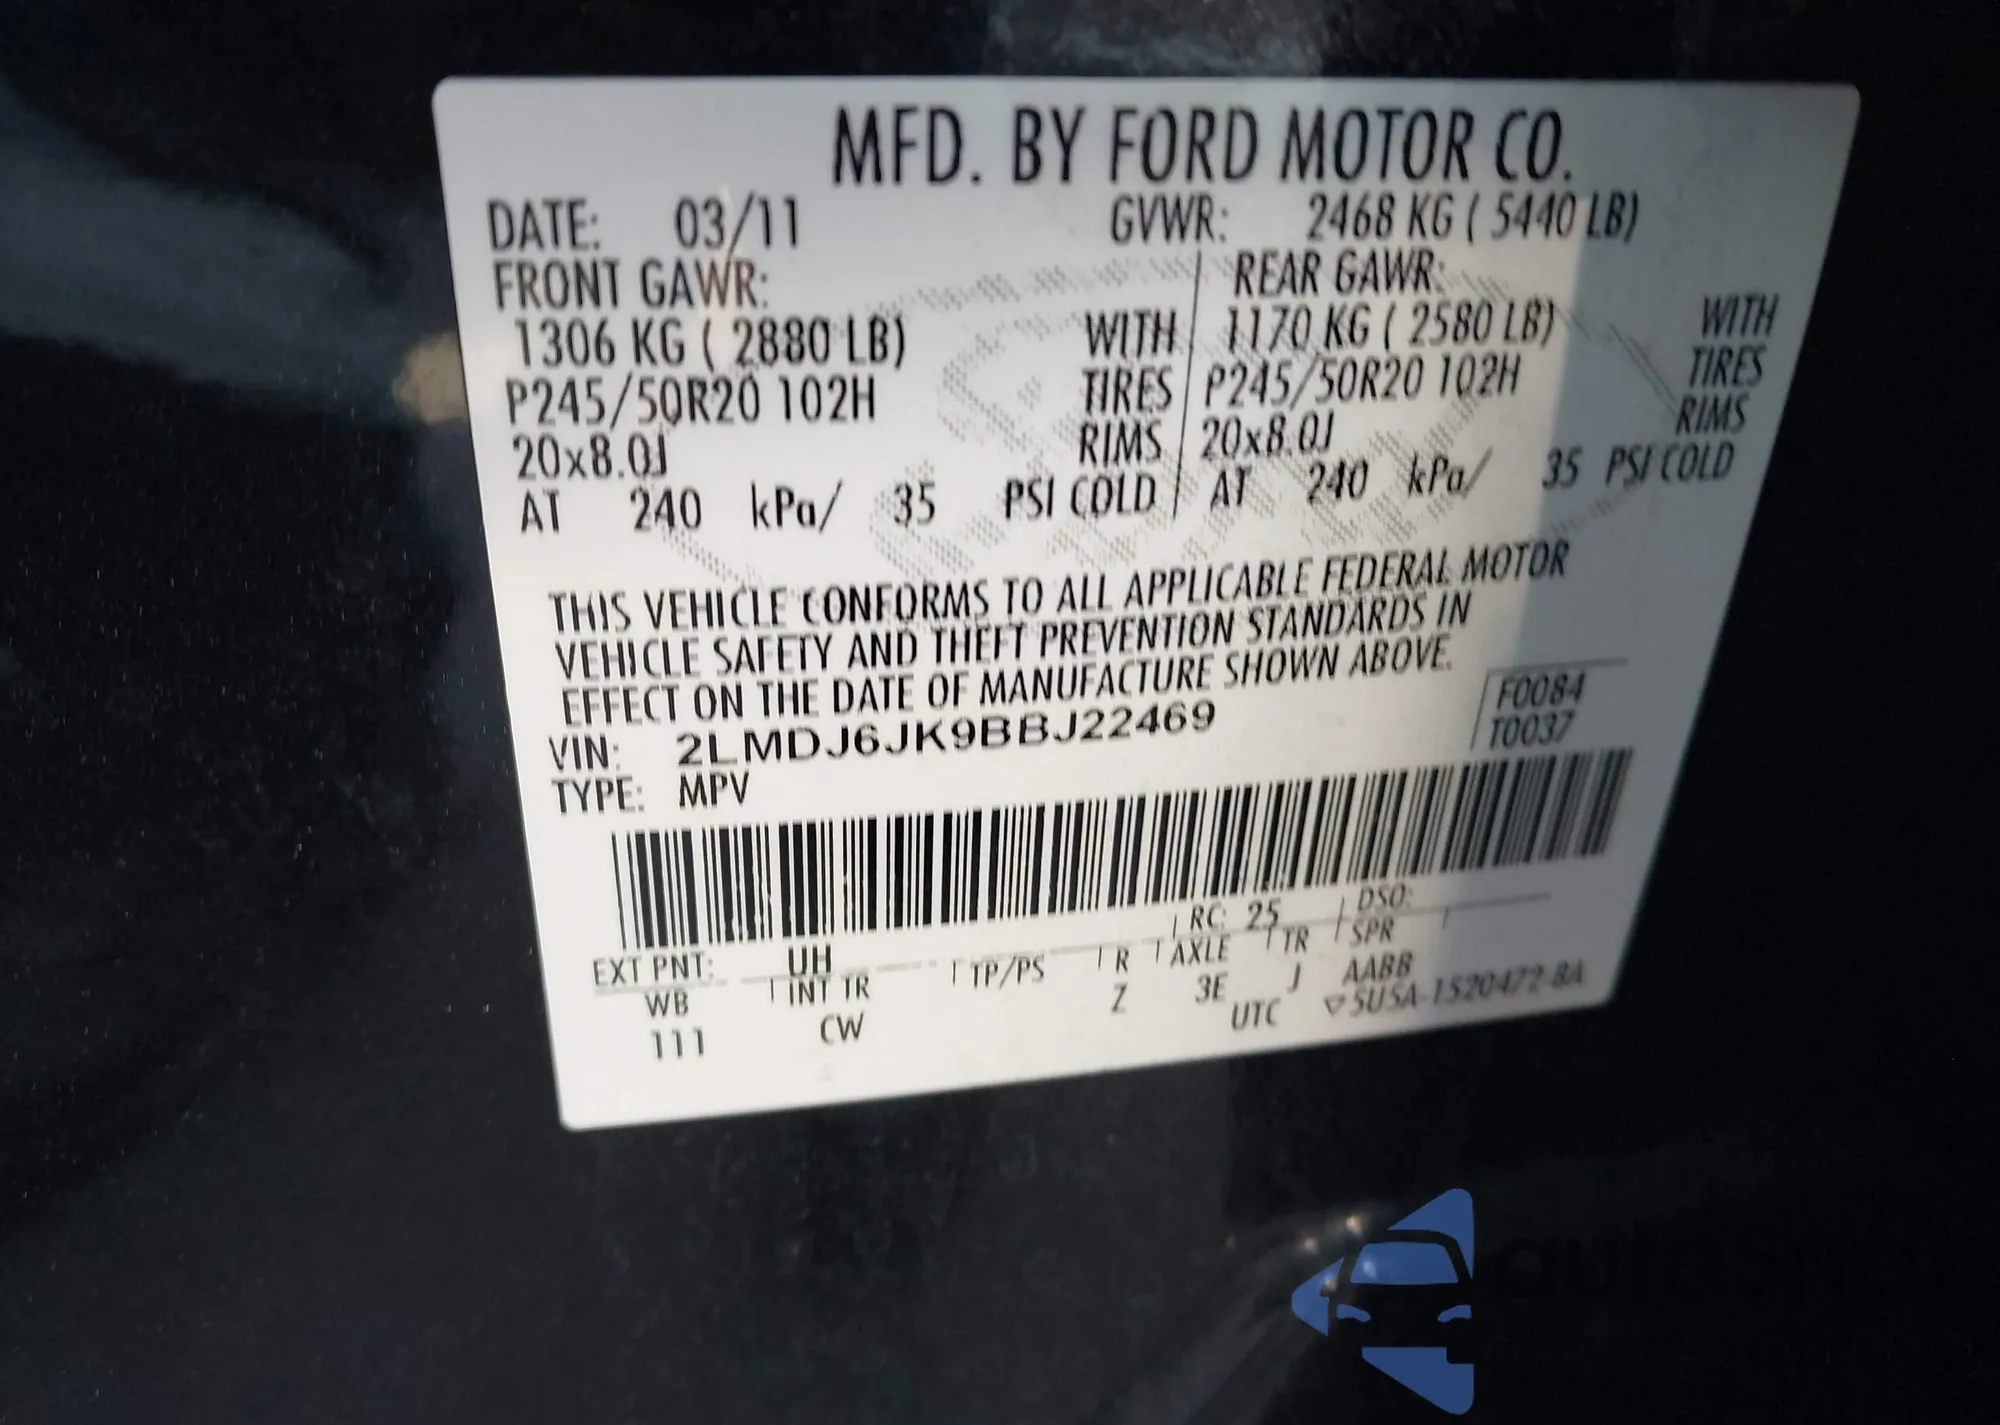 MFD. BY FORD MOTOR CO.
DATE: 03/11 GVWR: 2468 KG ( 5440 LB)
FRONT GAWR: REAR GAWR:
1306 KG ( 2880 LB) WITH 1170 KG ( 2580 LB) WITH
P245/50R20 102H TIRES P245/50R20 102H TIRES
20x8.0J RIMS 20x8.0J RIMS
AT 240 kPa/ 35 PSI COLD AT 240 kPa/ 35 PSI COLD
THIS VEHICLE CONFORMS TO ALL APPLICABLE FEDERAL MOTOR
VEHICLE SAFETY AND THEFT PREVENTION STANDARDS IN
EFFECT ON THE DATE OF MANUFACTURE SHOWN ABOVE.
VIN: 2LMDJ6JK9BBJ22469 F0084
TYPE: MPV T0037
RC: 25 DSO:
EXT PNT: UH
WB INT TR TP/PS R AXLE TR SPR
111 CW Z 3E J AABB
UTC ▽5U5A-1520472-BA